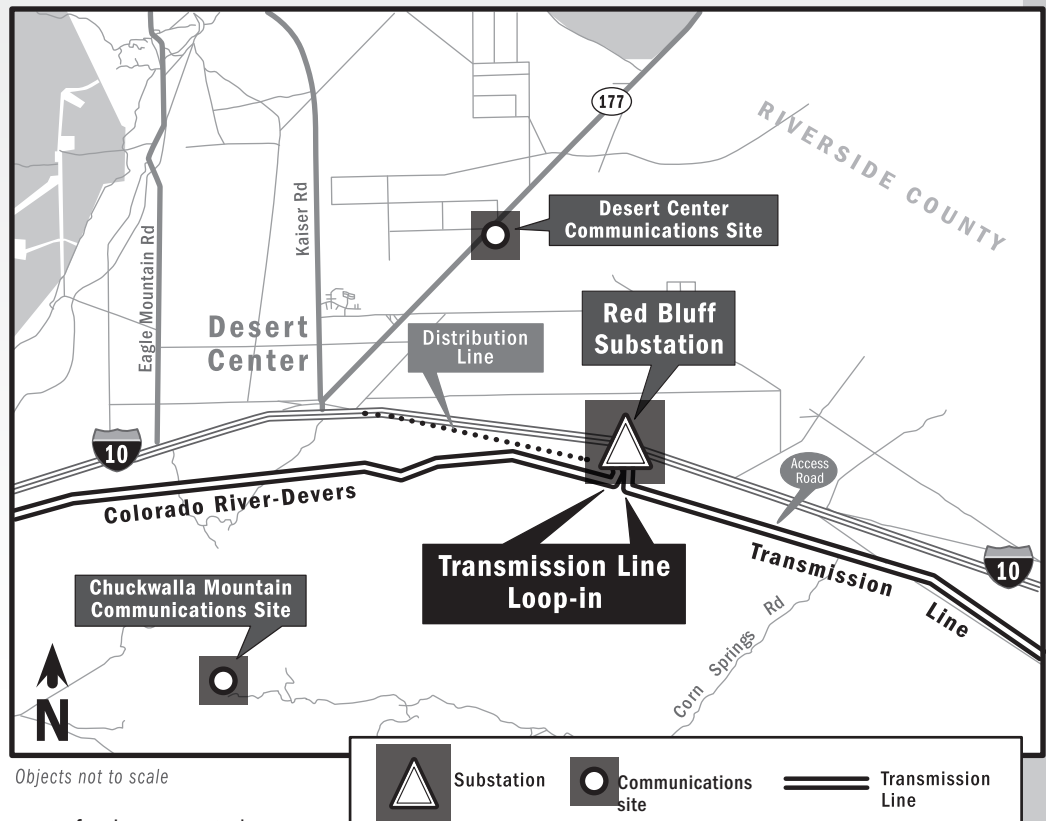 177
RIVERSIDE COUNTY
Desert Center
Communications Site
Kaiser Rd
Eagle Mountain Rd
Red Bluff
Substation
Desert
Center
Distribution
Line
10
Access
Road
Colorado River-Devers
Transmission Line
Loop-in
Transmission Line
10
Chuckwalla Mountain
Communications Site
Corn Springs Rd
N
Objects not to scale
Substation
Communications
site
Transmission
Line